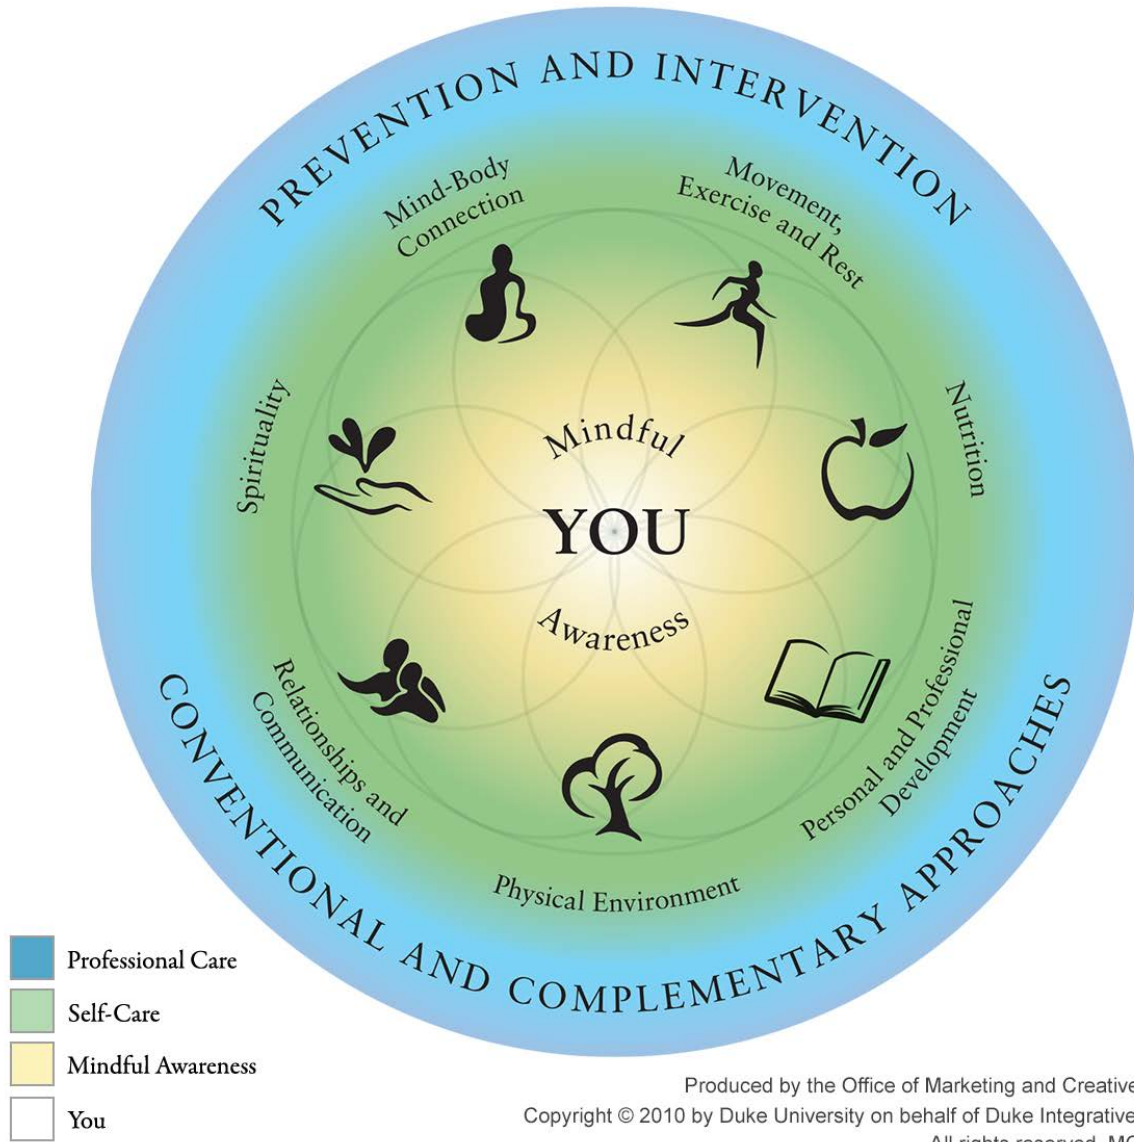 PREVENTION AND INTERVENTION
Mind-Body
Connection
Movement,
Exercise and Rest
Spirituality
Nutrition
Mindful
YOU
Awareness
Relationships and
Communication
Personal and Professional
Development
Physical Environment
CONVENTIONAL AND COMPLEMENTARY APPROACHES
Professional Care
Self-Care
Mindful Awareness
You
Produced by the Office of Marketing and Creative
Copyright © 2010 by Duke University on behalf of Duke Integrative
All rights reserved.